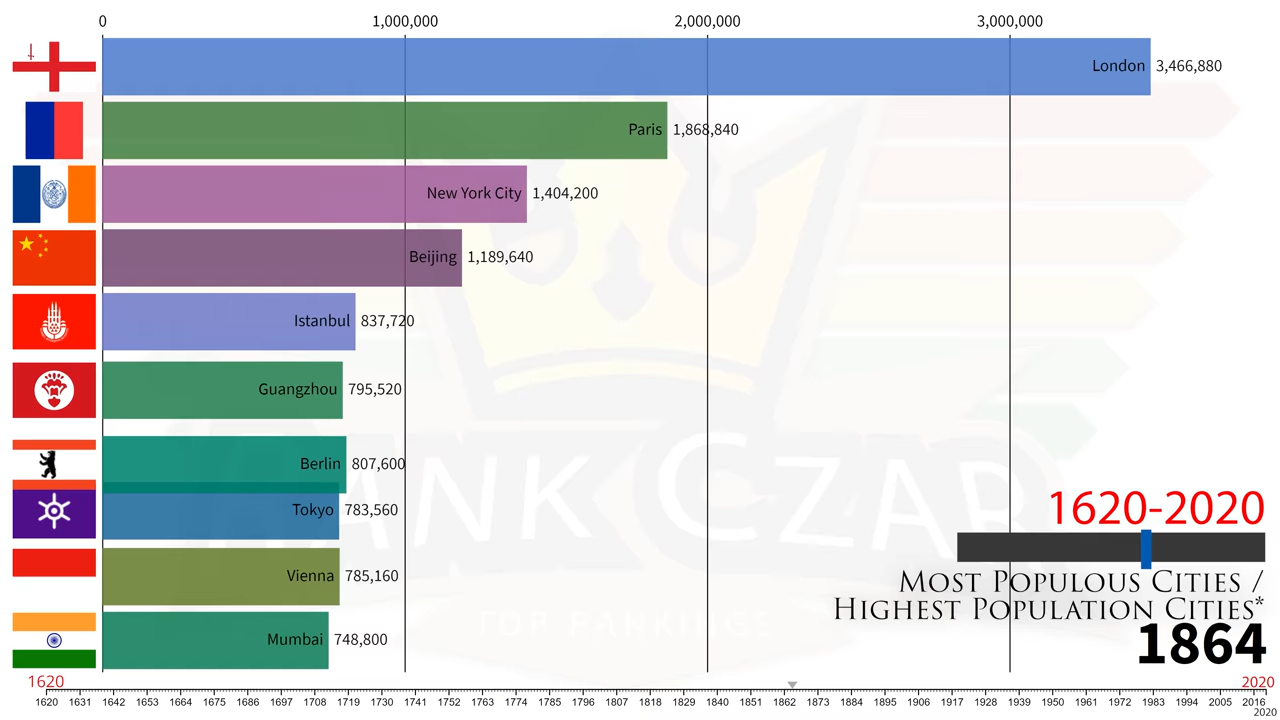 0 1,000,000 2,000,000 3,000,000
London 3,466,880
Paris 1,868,840
New York City 1,404,200
Beijing 1,189,640
Istanbul 837,720
Guangzhou 795,520
Berlin 807,600
Tokyo 783,560
Vienna 785,160
Mumbai 748,800
RANK CZAR
TOP RANKINGS
1620-2020
Most Populous Cities /
Highest Population Cities*
1864
1620 2020
1620 1631 1642 1653 1664 1675 1686 1697 1708 1719 1730 1741 1752 1763 1774 1785 1796 1807 1818 1829 1840 1851 1862 1873 1884 1895 1906 1917 1928 1939 1950 1961 1972 1983 1994 2005 2016
2020